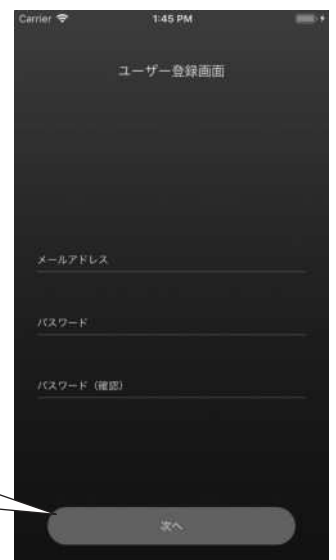 Carrier 1:45 PM
ユーザー登録画面
メールアドレス
パスワード
パスワード（確認）
次へ